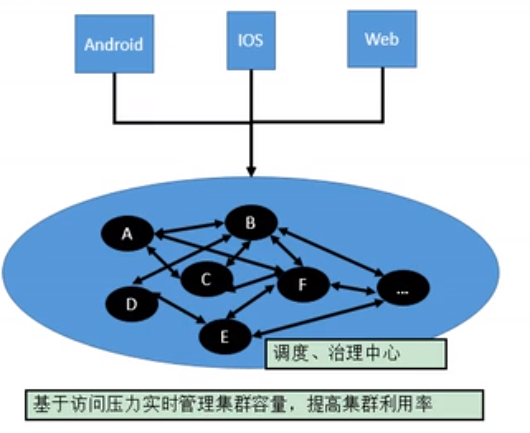 Android
IOS
Web
A
B
C
D
F
...
E
调度、治理中心
基于访问压力实时管理集群容量，提高集群利用率